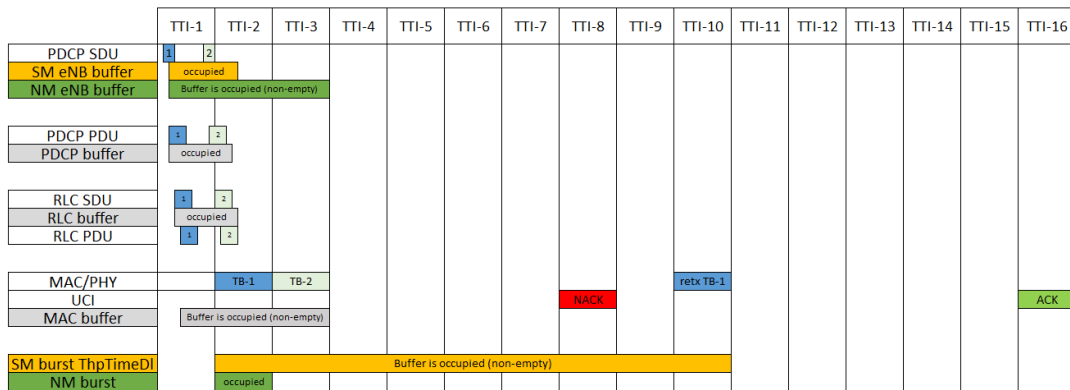 TTI-1 TTI-2 TTI-3 TTI-4 TTI-5 TTI-6 TTI-7 TTI-8 TTI-9 TTI-10 TTI-11 TTI-12 TTI-13 TTI-14 TTI-15 TTI-16
PDCP SDU 1 2
SM eNB buffer occupied
NM eNB buffer Buffer is occupied (non-empty)
PDCP PDU 1 2
PDCP buffer occupied
RLC SDU 1 2
RLC buffer occupied
RLC PDU 1 2
MAC/PHY TB-1 TB-2 retx TB-1
UCI NACK ACK
MAC buffer Buffer is occupied (non-empty)
SM burst ThpTimeDl Buffer is occupied (non-empty)
NM burst occupied